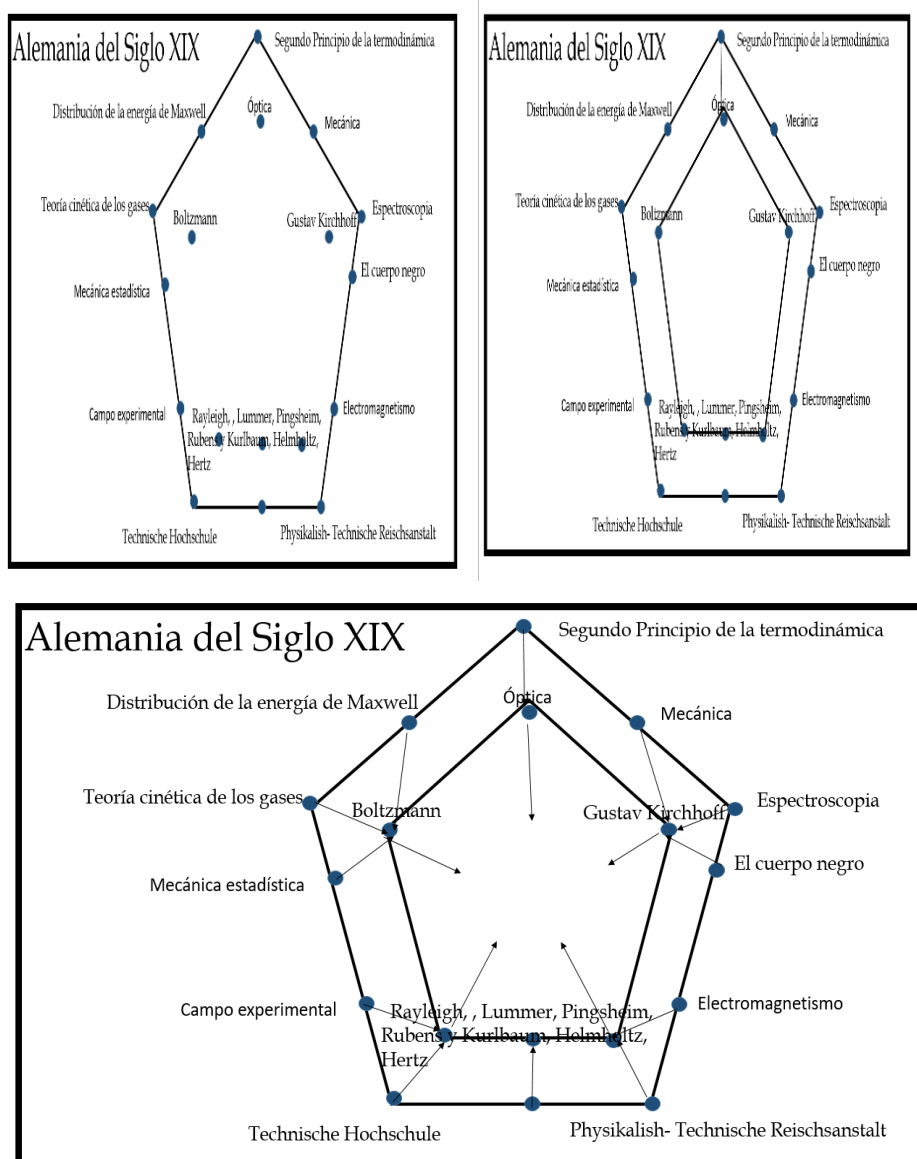 Alemania del Siglo XIX
Segundo Principio de la termodinámica
Distribución de la energía de Maxwell
Óptica
Mecánica
Teoría cinética de los gases
Boltzmann
Gustav Kirchhoff
Espectroscopia
El cuerpo negro
Mecánica estadística
Campo experimental
Rayleigh, , Lummer, Pingsheim,
Rubens y Kurlbaum, Helmholtz,
Hertz
Electromagnetismo
Technische Hochschule
Physikalish- Technische Reischsanstalt
Alemania del Siglo XIX
Segundo Principio de la termodinámica
Distribución de la energía de Maxwell
Óptica
Mecánica
Teoría cinética de los gases
Boltzmann
Gustav Kirchhoff
Espectroscopia
El cuerpo negro
Mecánica estadística
Campo experimental
Rayleigh, , Lummer, Pingsheim,
Rubens y Kurlbaum, Helmholtz,
Hertz
Electromagnetismo
Technische Hochschule
Physikalish- Technische Reischsanstalt
Alemania del Siglo XIX
Segundo Principio de la termodinámica
Distribución de la energía de Maxwell
Óptica
Mecánica
Teoría cinética de los gases
Boltzmann
Gustav Kirchhoff
Espectroscopia
El cuerpo negro
Mecánica estadística
Campo experimental
Rayleigh, , Lummer, Pingsheim,
Rubens y Kurlbaum, Helmholtz,
Hertz
Electromagnetismo
Technische Hochschule
Physikalish- Technische Reischsanstalt